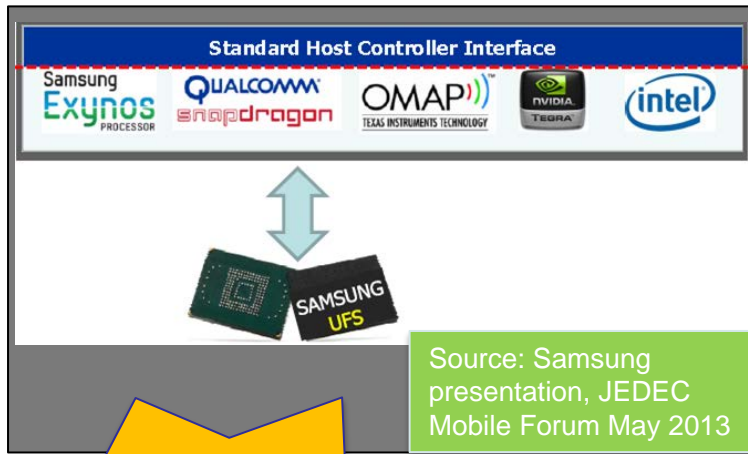 Standard Host Controller Interface
Samsung
Exynos
PROCESSOR
QUALCOMM
snapdragon
OMAP
TEXAS INSTRUMENTS TECHNOLOGY
NVIDIA.
TEGRA
intel
SAMSUNG
UFS
Source: Samsung
presentation, JEDEC
Mobile Forum May 2013